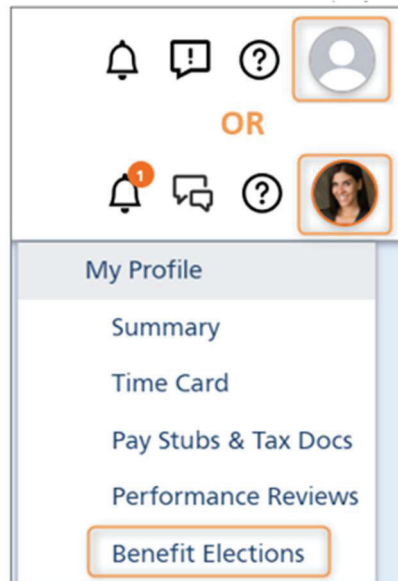 OR
1
My Profile
Summary
Time Card
Pay Stubs & Tax Docs
Performance Reviews
Benefit Elections